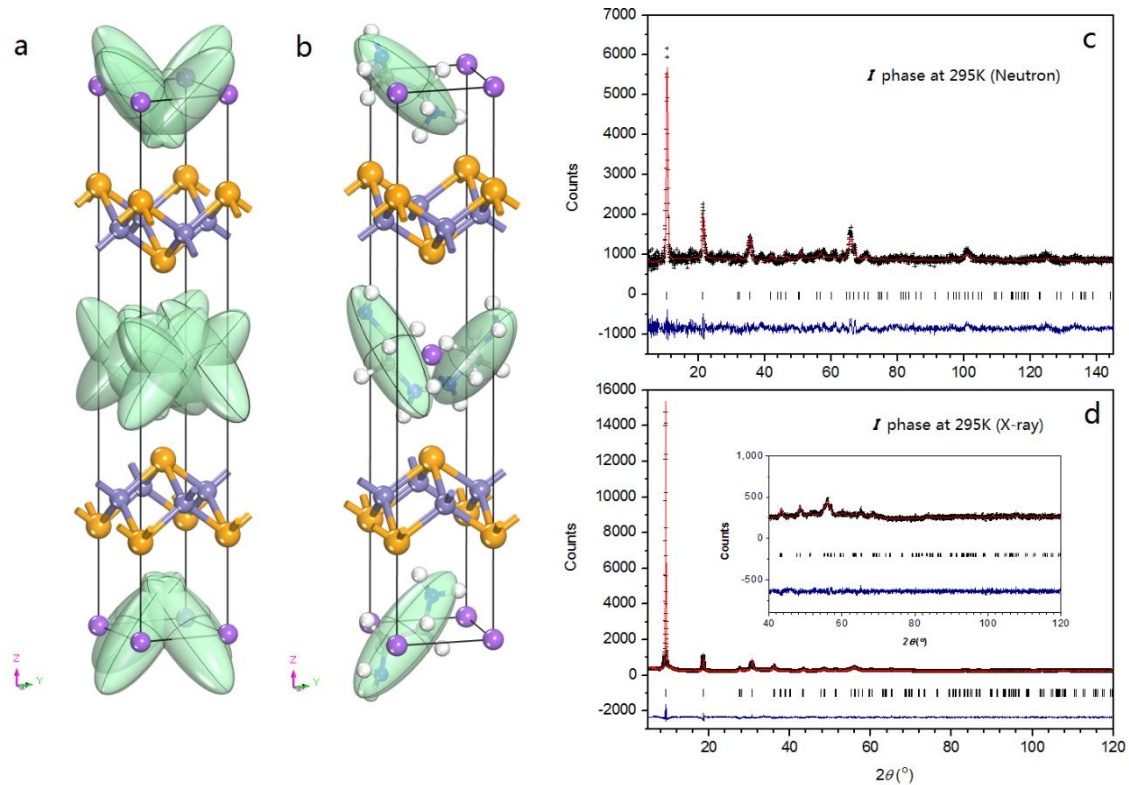 a
b
Z
Y
Z
Y
c
I phase at 295K (Neutron)
Counts
7000
6000
5000
4000
3000
2000
1000
0
-1000
20 40 60 80 100 120 140
d
I phase at 295K (X-ray)
Counts
16000
14000
12000
10000
8000
6000
4000
2000
0
-2000
20 40 60 80 100 120
2θ(°)
Counts
1,000
500
0
-500
40 60 80 100 120
2θ(°)